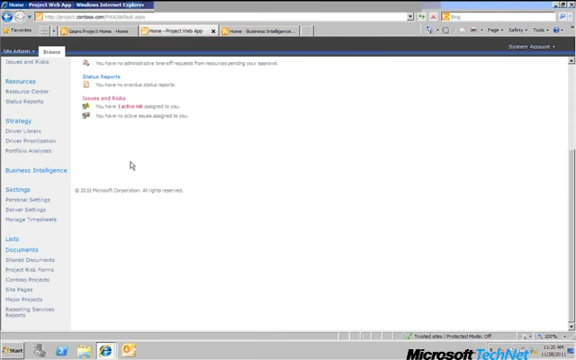 Home - Project Web App - Windows Internet Explorer
http://project.contoso.com/PWA/default.aspx
Bing
Favorites
Gears Project Home - Home
Home - Project Web App
Home - Business Intelligence...
Page
Safety
Tools
Site Actions
Browse
System Account
Issues and Risks
You have no administrative time-off requests from resources pending your approval.
Resources
Status Reports
Resource Center
You have no overdue status reports.
Status Reports
Issues and Risks
You have 1 active risk assigned to you.
Strategy
You have no active issues assigned to you.
Driver Library
Driver Prioritization
Portfolio Analyses
Business Intelligence
Settings
© 2010 Microsoft Corporation. All rights reserved.
Personal Settings
Server Settings
Manage Timesheets
Lists
Documents
Shared Documents
Project Risk Forms
Contoso Projects
Site Pages
Major Projects
Reporting Services
Reports
Trusted sites | Protected Mode: Off
100%
Start
11:20 AM
11/28/2011
Microsoft TechNet